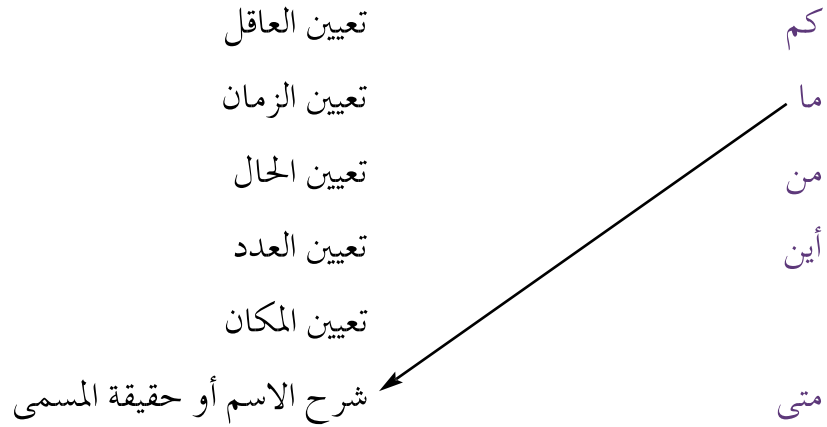 كم تعيين العاقل
ما تعيين الزمان
من تعيين الحال
أين تعيين العدد
تعيين المكان
متى شرح الاسم أو حقيقة المسمى